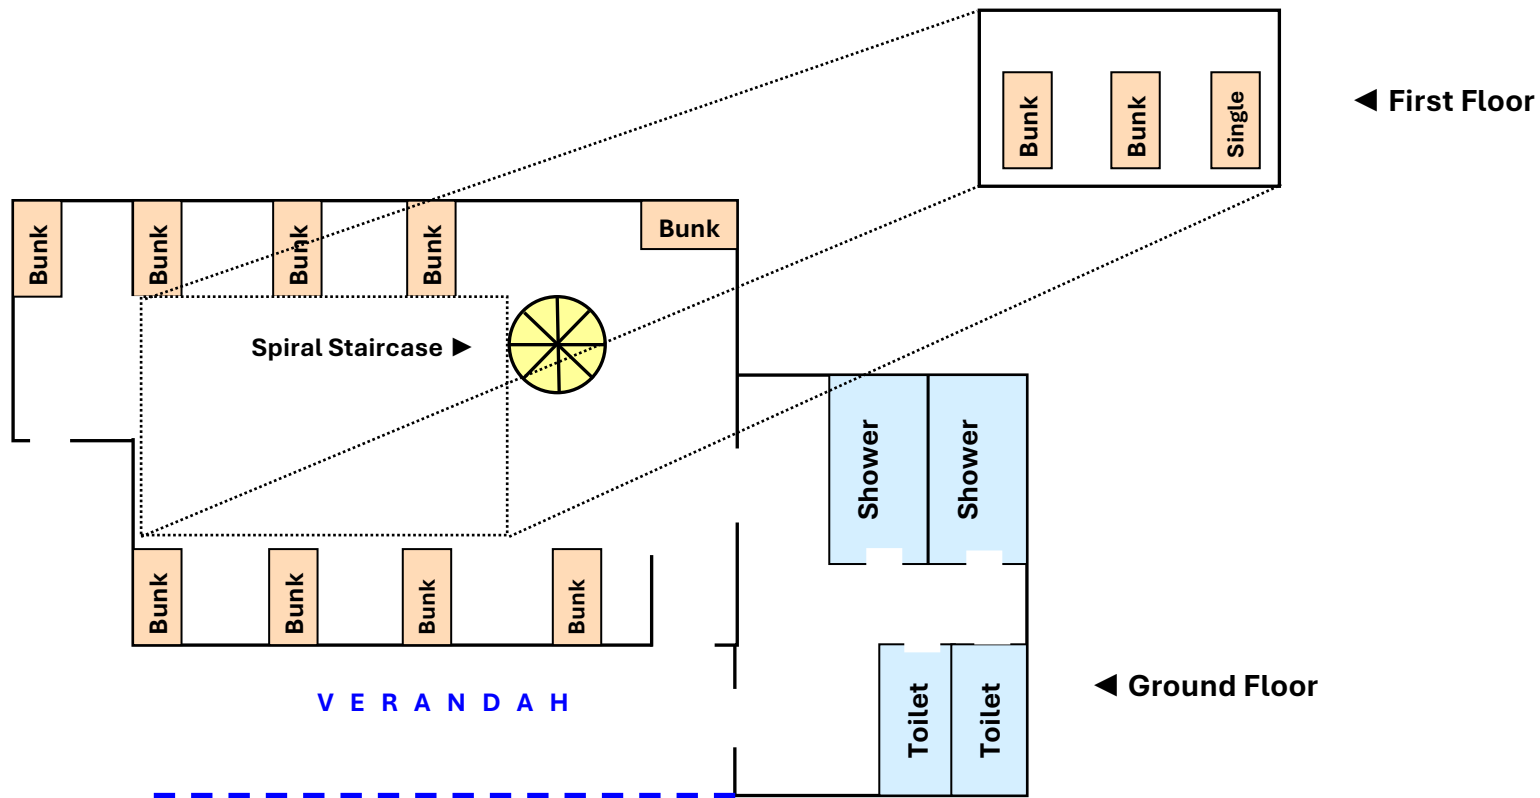 Bunk
Bunk
Single
◄ First Floor
Bunk
Bunk
Bunk
Bunk
Bunk
Spiral Staircase ►
Shower
Shower
Bunk
Bunk
Bunk
Bunk
VERANDAH
Toilet
Toilet
◄ Ground Floor